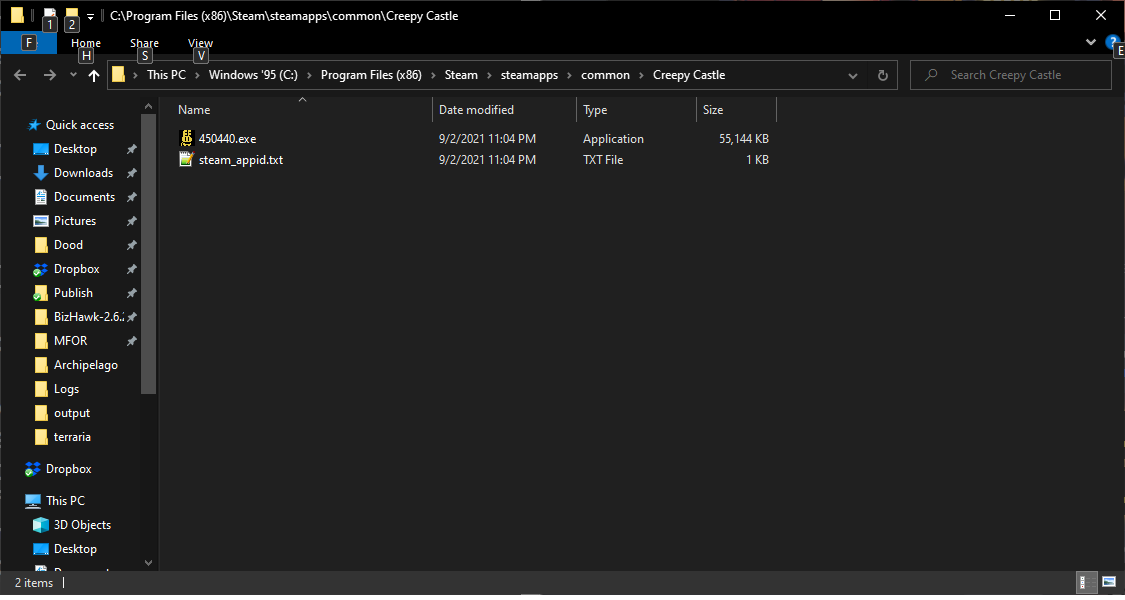 1 2 C:\Program Files (x86)\Steam\steamapps\common\Creepy Castle
F Home Share View ?
H S V E
This PC Windows '95 (C:) Program Files (x86) Steam steamapps common Creepy Castle Search Creepy Castle
Name Date modified Type Size
450440.exe 9/2/2021 11:04 PM Application 55,144 KB
steam_appid.txt 9/2/2021 11:04 PM TXT File 1 KB
Quick access
Desktop
Downloads
Documents
Pictures
Dood
Dropbox
Publish
BizHawk-2.6.2
MFOR
Archipelago
Logs
output
terraria
Dropbox
This PC
3D Objects
Desktop
2 items